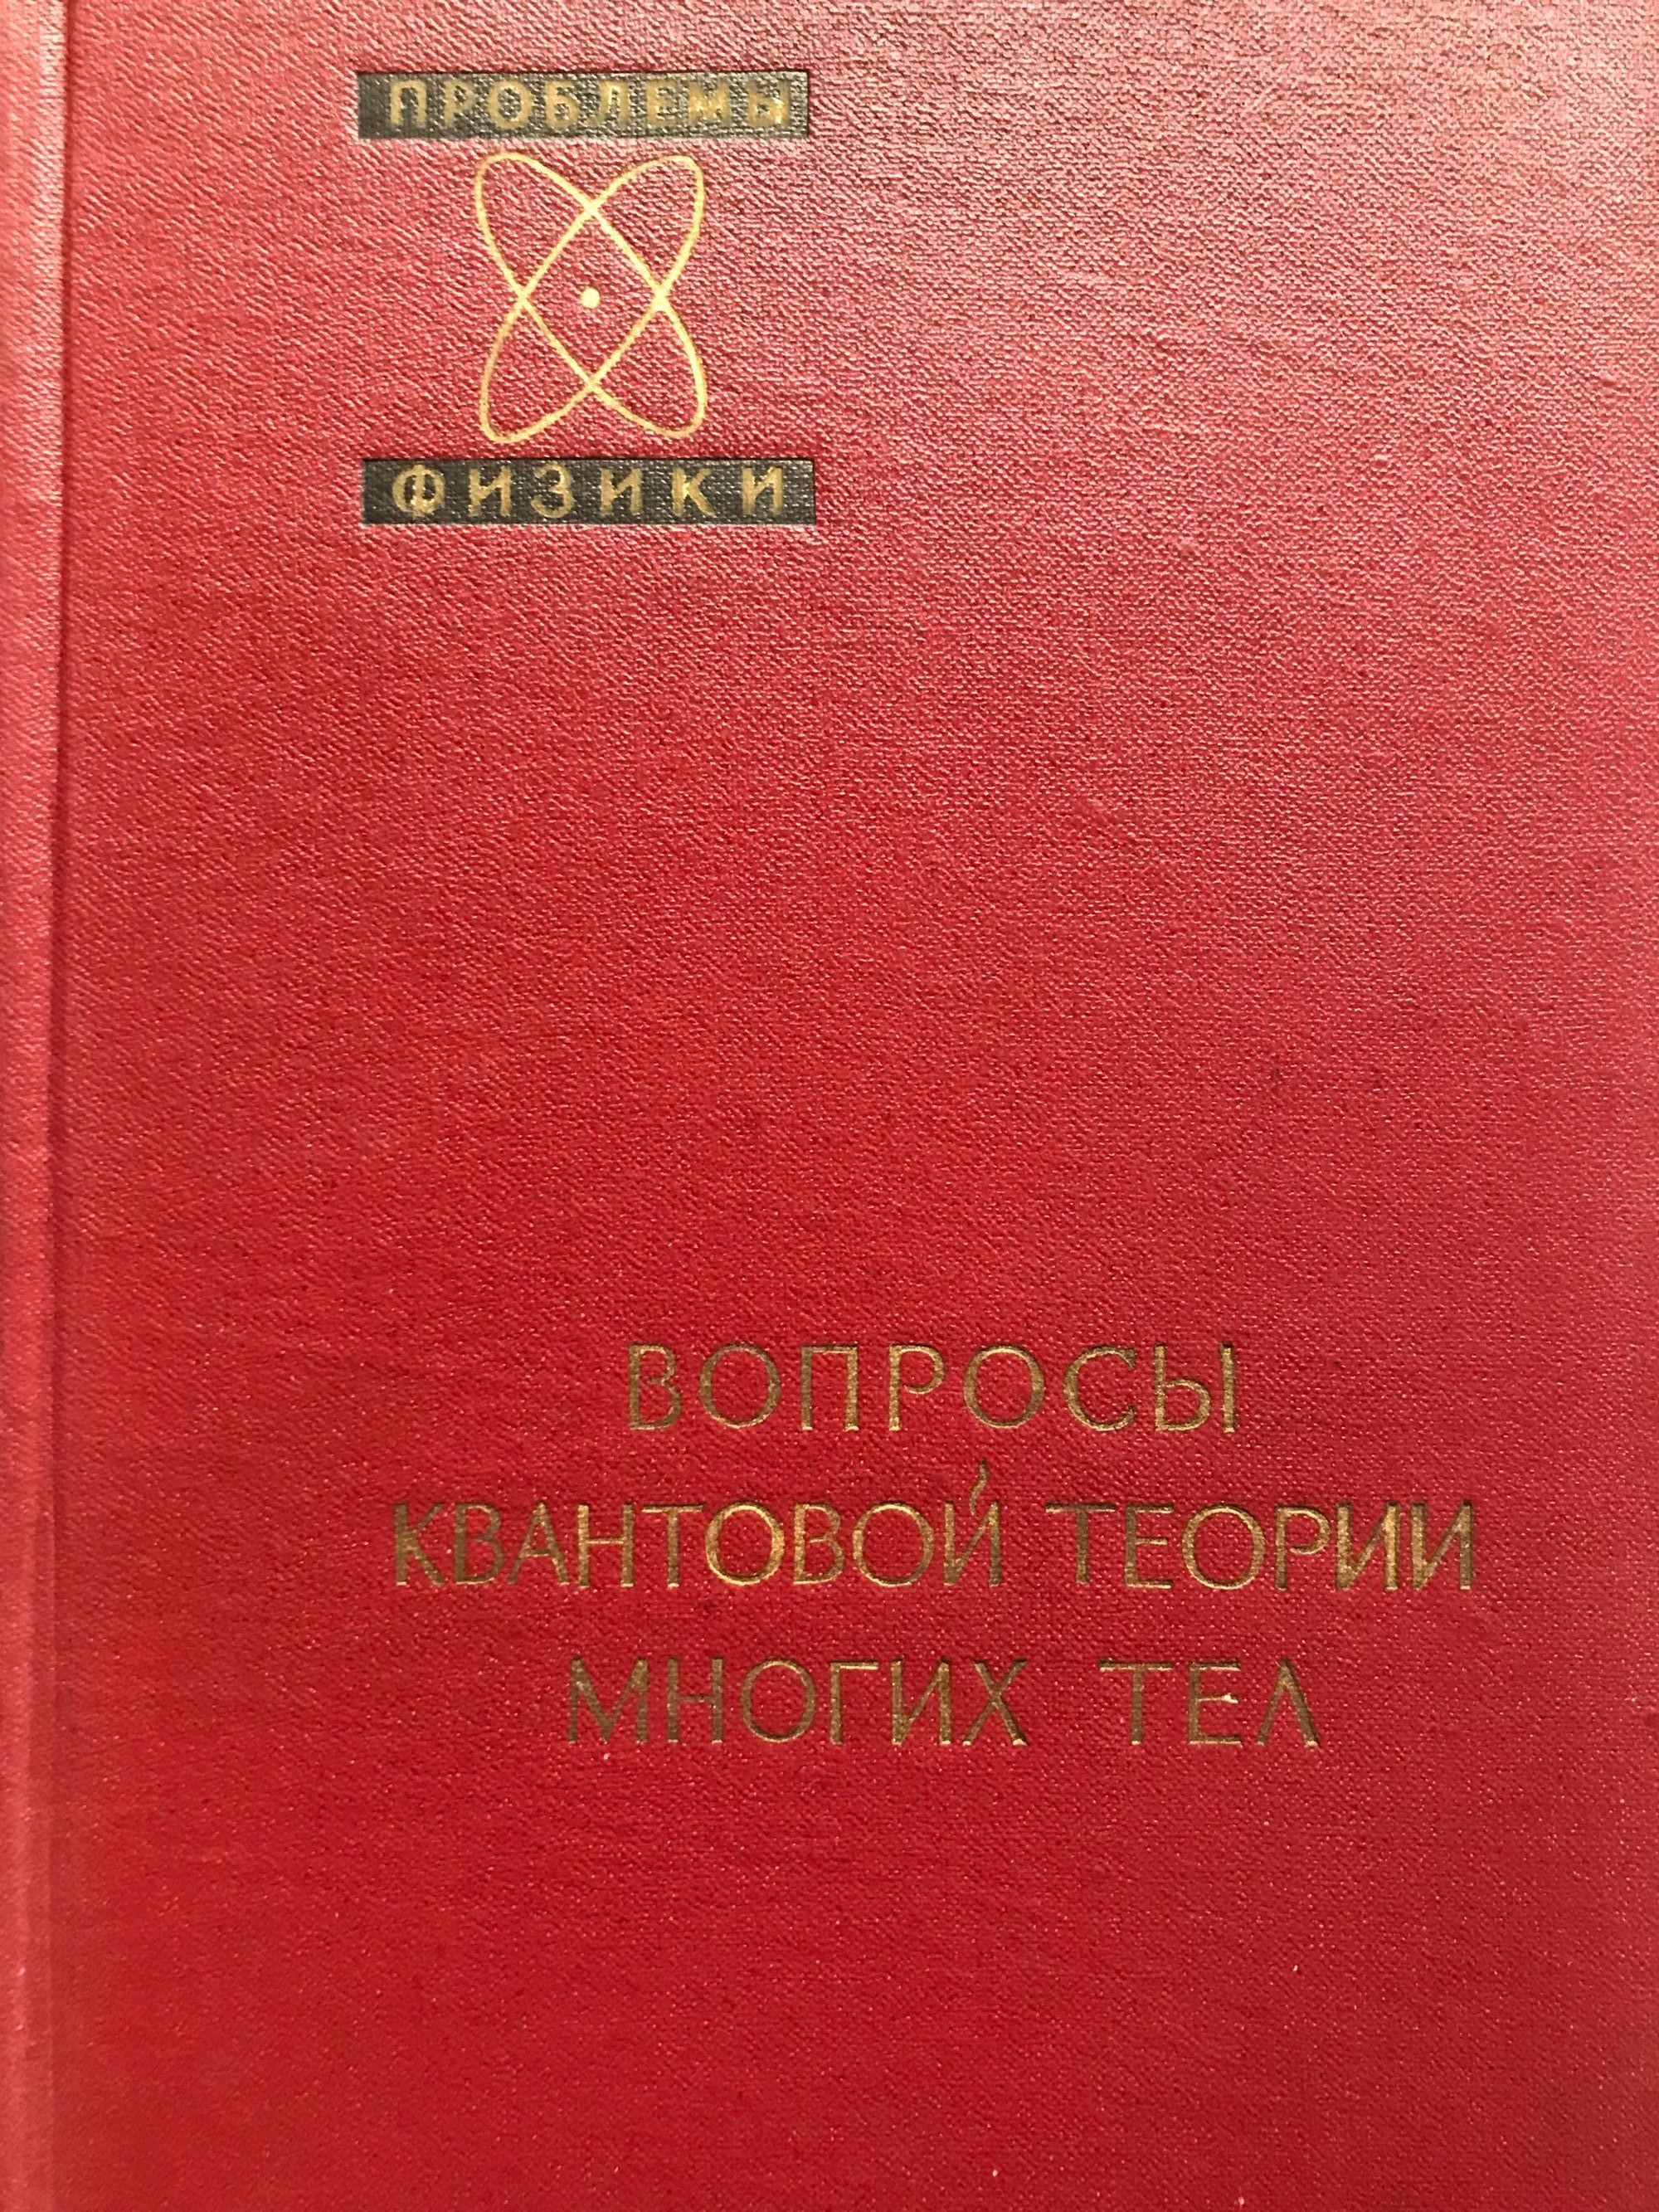 ПРОБЛЕМЫ
ФИЗИКИ
ВОПРОСЫ
КВАНТОВОЙ ТЕОРИИ
МНОГИХ ТЕЛ